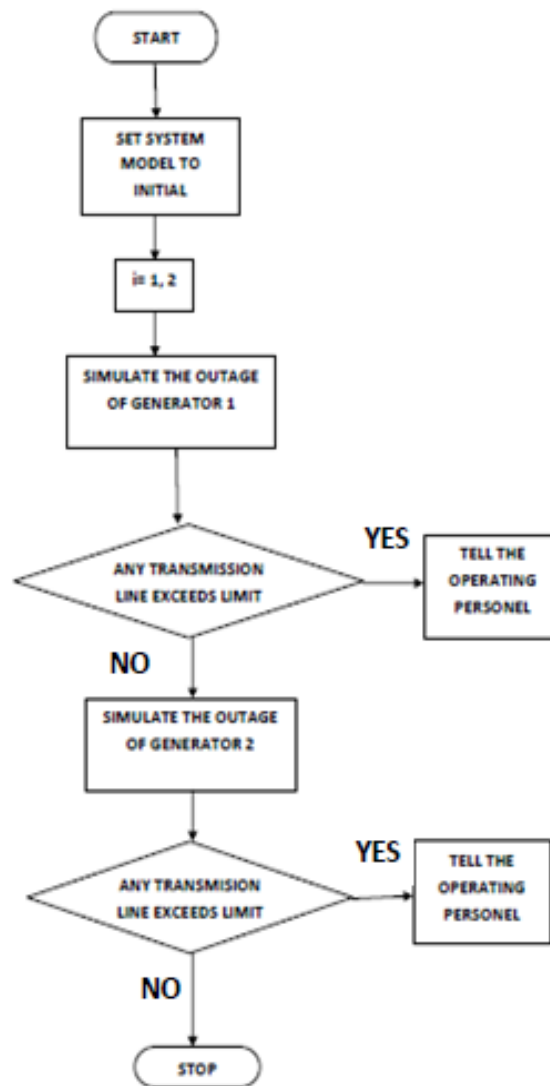 START
SET SYSTEM
MODEL TO
INITIAL
i= 1, 2
SIMULATE THE OUTAGE
OF GENERATOR 1
ANY TRANSMISSION
LINE EXCEEDS LIMIT
YES
TELL THE
OPERATING
PERSONEL
NO
SIMULATE THE OUTAGE
OF GENERATOR 2
ANY TRANSMISION
LINE EXCEEDS LIMIT
YES
TELL THE
OPERATING
PERSONEL
NO
STOP